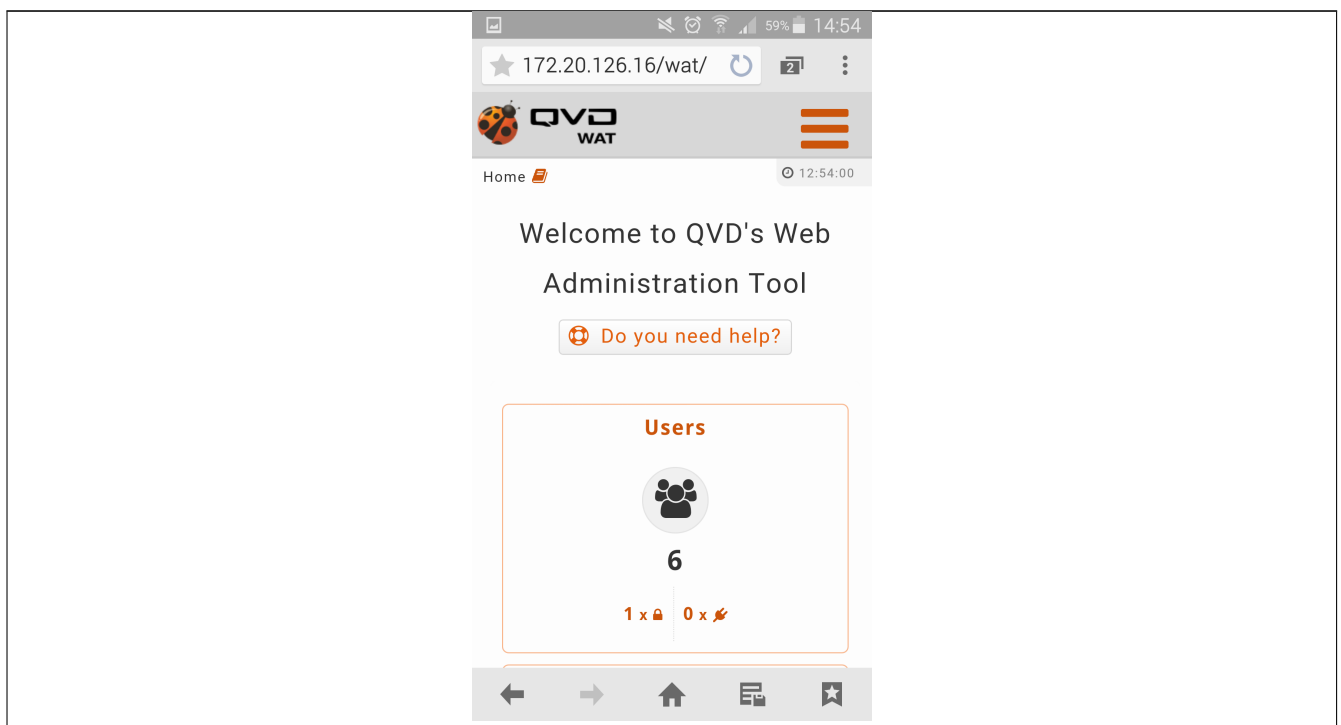 59% 14:54
172.20.126.16/wat/ 2
QVD
WAT
Home 12:54:00
Welcome to QVD's Web
Administration Tool
Do you need help?
Users
6
1 x 0 x